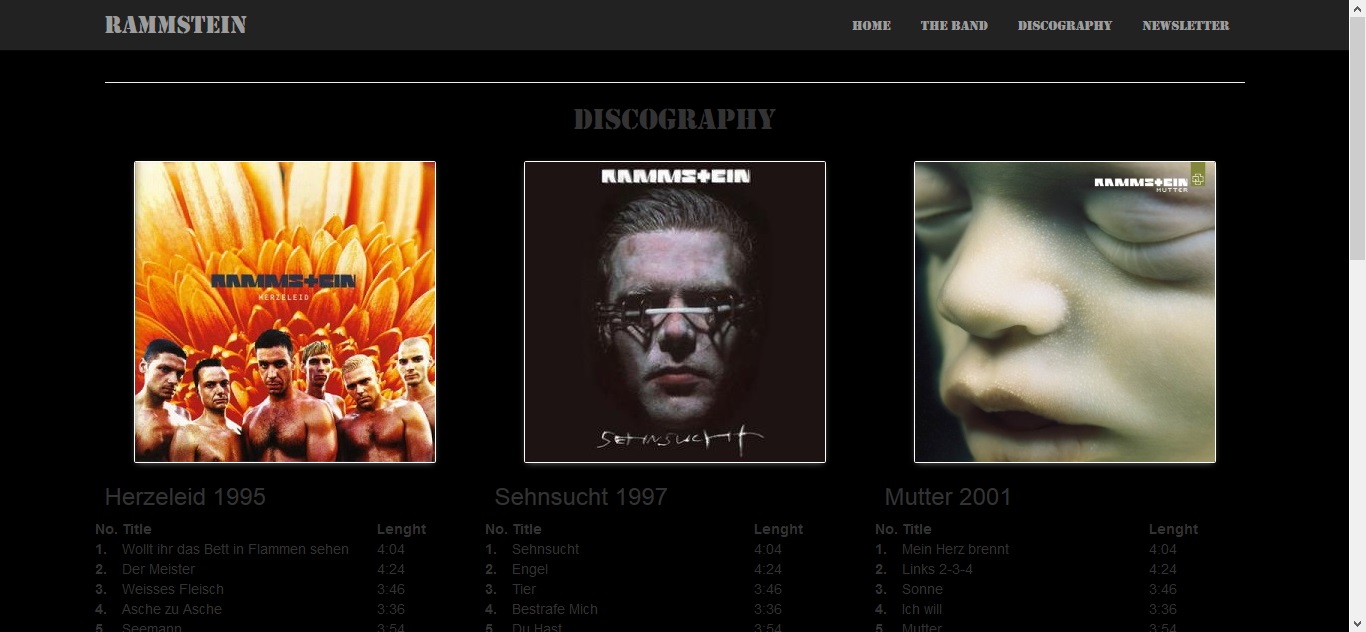 RAMMSTEIN
HOME THE BAND DISCOGRAPHY NEWSLETTER
DISCOGRAPHY
RAMMSTEIN
HERZELEID
RAMMSTEIN
SEHNSUCHT
RAMMSTEIN
MUTTER
Herzeleid 1995
No. Title Lenght
1. Wollt ihr das Bett in Flammen sehen 4:04
2. Der Meister 4:24
3. Weisses Fleisch 3:46
4. Asche zu Asche 3:36
5. Seemann 3:54
Sehnsucht 1997
No. Title Lenght
1. Sehnsucht 4:04
2. Engel 4:24
3. Tier 3:46
4. Bestrafe Mich 3:36
5. Du Hast 3:54
Mutter 2001
No. Title Lenght
1. Mein Herz brennt 4:04
2. Links 2-3-4 4:24
3. Sonne 3:46
4. Ich will 3:36
5. Mutter 3:54